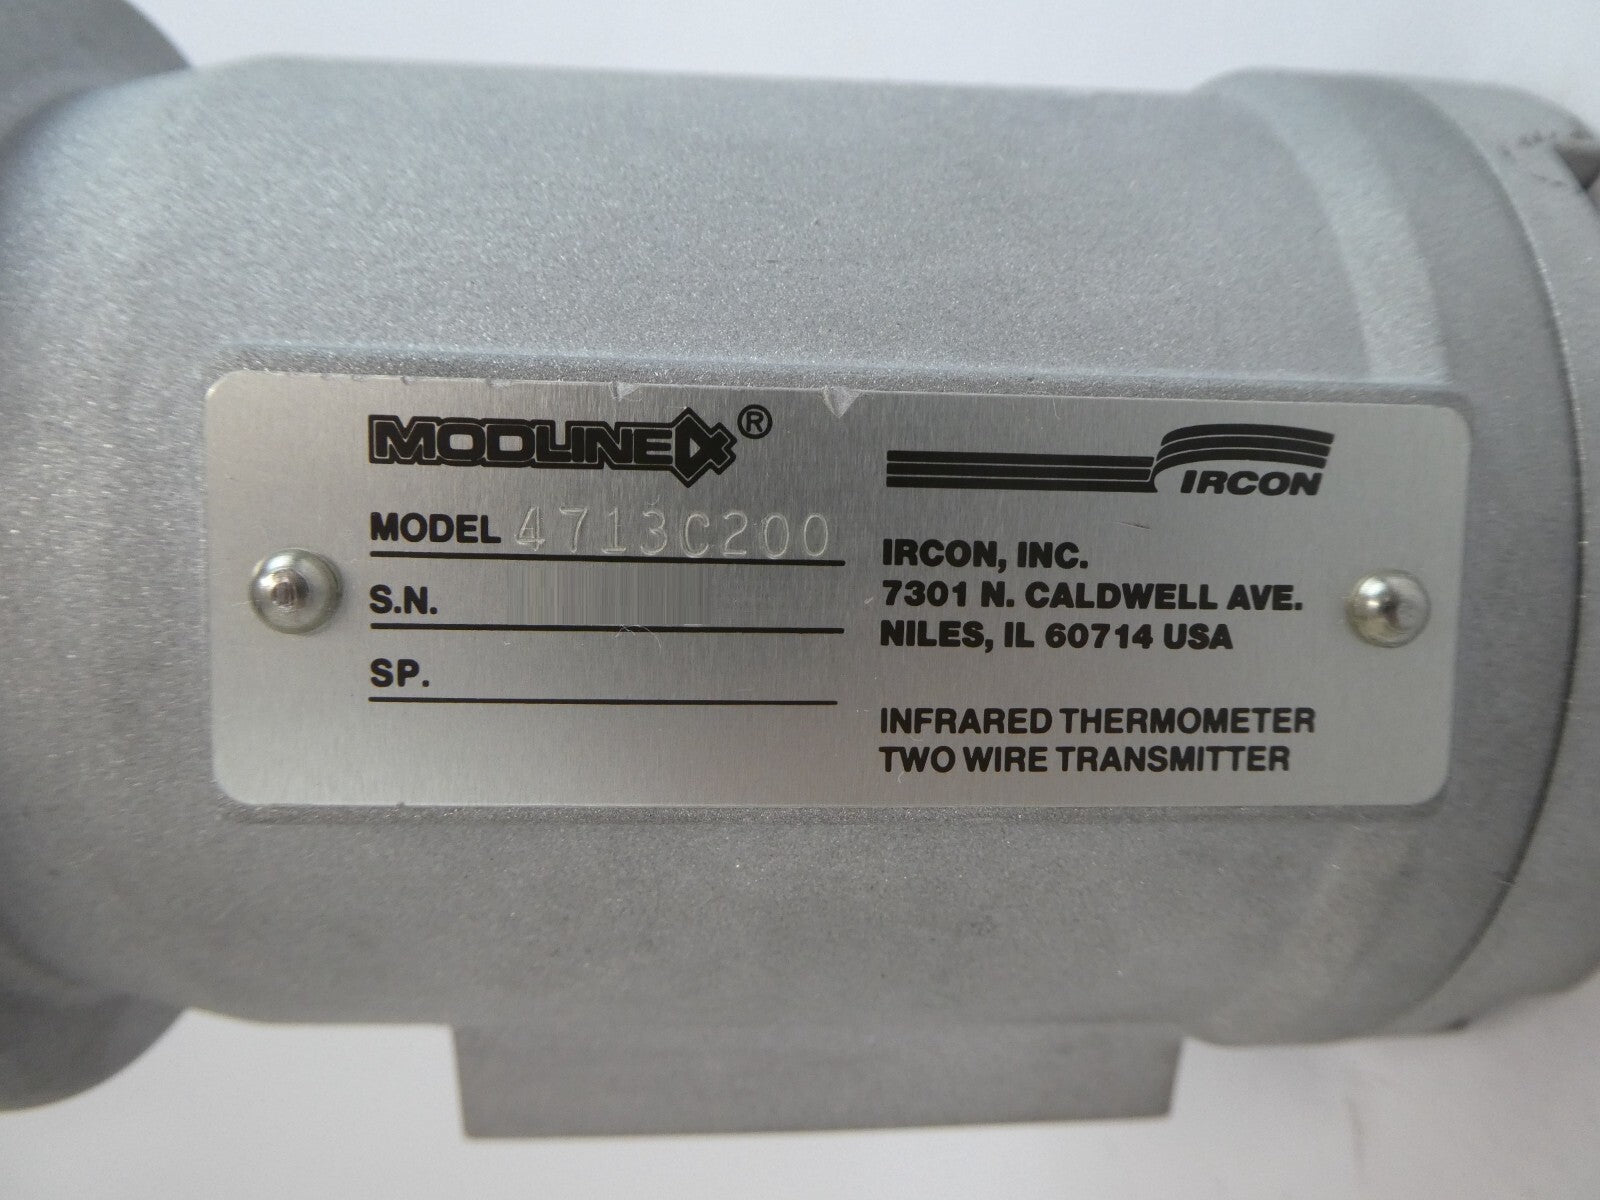 MODLINE 4®
MODEL 4713C200
S.N.
SP.
IRCON
IRCON, INC.
7301 N. CALDWELL AVE.
NILES, IL 60714 USA
INFRARED THERMOMETER
TWO WIRE TRANSMITTER